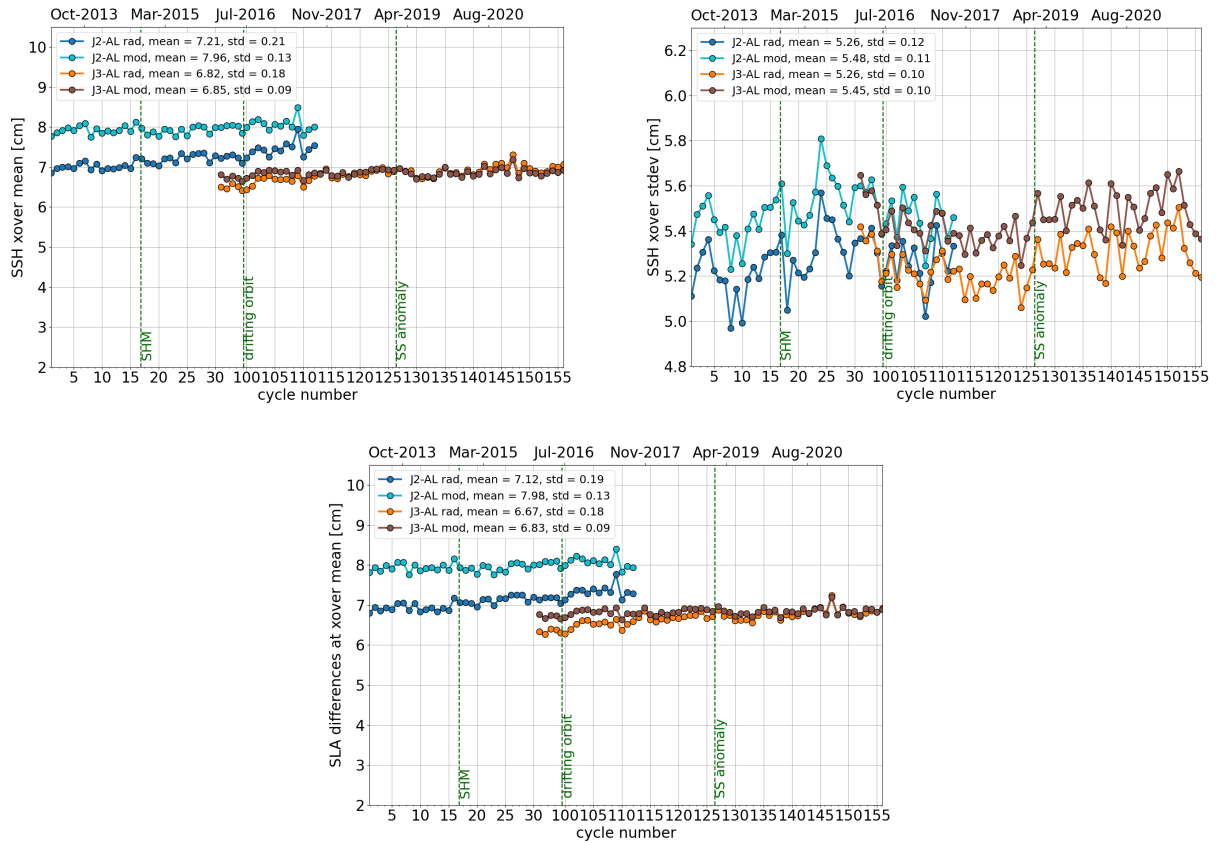 Oct-2013 Mar-2015 Jul-2016 Nov-2017 Apr-2019 Aug-2020
SSH xover mean [cm]
10
9
8
7
6
5
4
3
2
J2-AL rad, mean = 7.21, std = 0.21
J2-AL mod, mean = 7.96, std = 0.13
J3-AL rad, mean = 6.82, std = 0.18
J3-AL mod, mean = 6.85, std = 0.09
SHM
drifting orbit
SS anomaly
5 10 15 20 25 30 100 105 110 115 120 125 130 135 140 145 150 155
cycle number
Oct-2013 Mar-2015 Jul-2016 Nov-2017 Apr-2019 Aug-2020
SSH xover stdev [cm]
6.2
6.0
5.8
5.6
5.4
5.2
5.0
4.8
J2-AL rad, mean = 5.26, std = 0.12
J2-AL mod, mean = 5.48, std = 0.11
J3-AL rad, mean = 5.26, std = 0.10
J3-AL mod, mean = 5.45, std = 0.10
SHM
drifting orbit
SS anomaly
5 10 15 20 25 30 100 105 110 115 120 125 130 135 140 145 150 155
cycle number
Oct-2013 Mar-2015 Jul-2016 Nov-2017 Apr-2019 Aug-2020
SLA differences at xover mean [cm]
10
9
8
7
6
5
4
3
2
J2-AL rad, mean = 7.12, std = 0.19
J2-AL mod, mean = 7.98, std = 0.13
J3-AL rad, mean = 6.67, std = 0.18
J3-AL mod, mean = 6.83, std = 0.09
SHM
drifting orbit
SS anomaly
5 10 15 20 25 30 100 105 110 115 120 125 130 135 140 145 150 155
cycle number